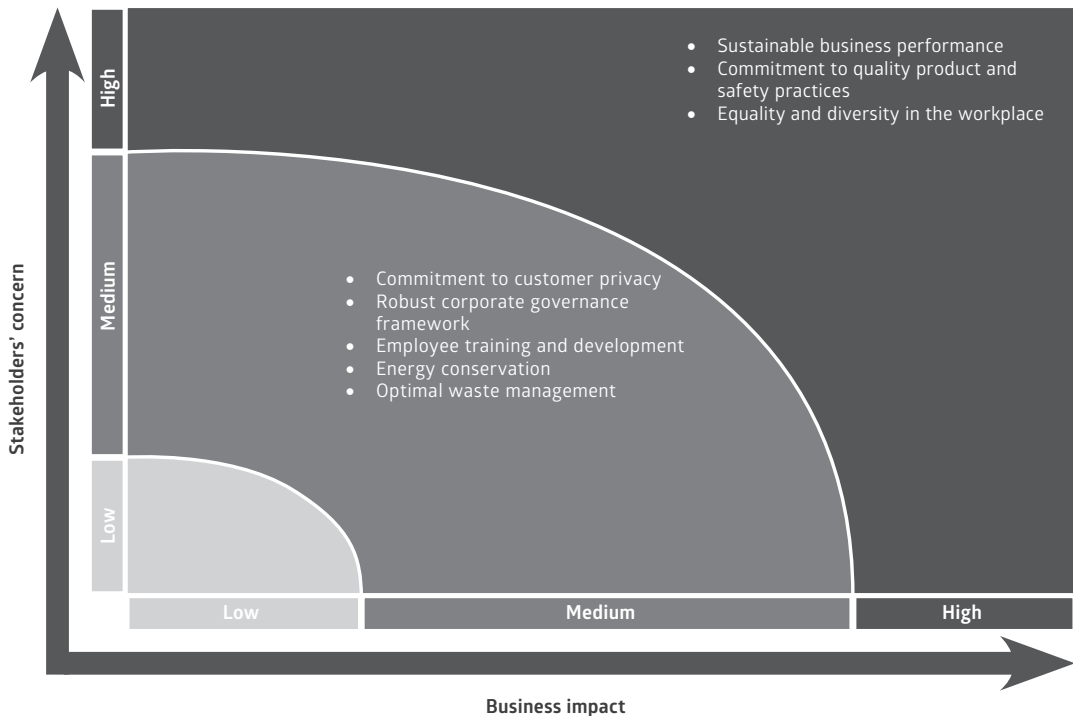 High
• Sustainable business performance
• Commitment to quality product and
safety practices
• Equality and diversity in the workplace
Stakeholders’ concern
Medium
• Commitment to customer privacy
• Robust corporate governance
framework
• Employee training and development
• Energy conservation
• Optimal waste management
Low
Low
Medium
High
Business impact